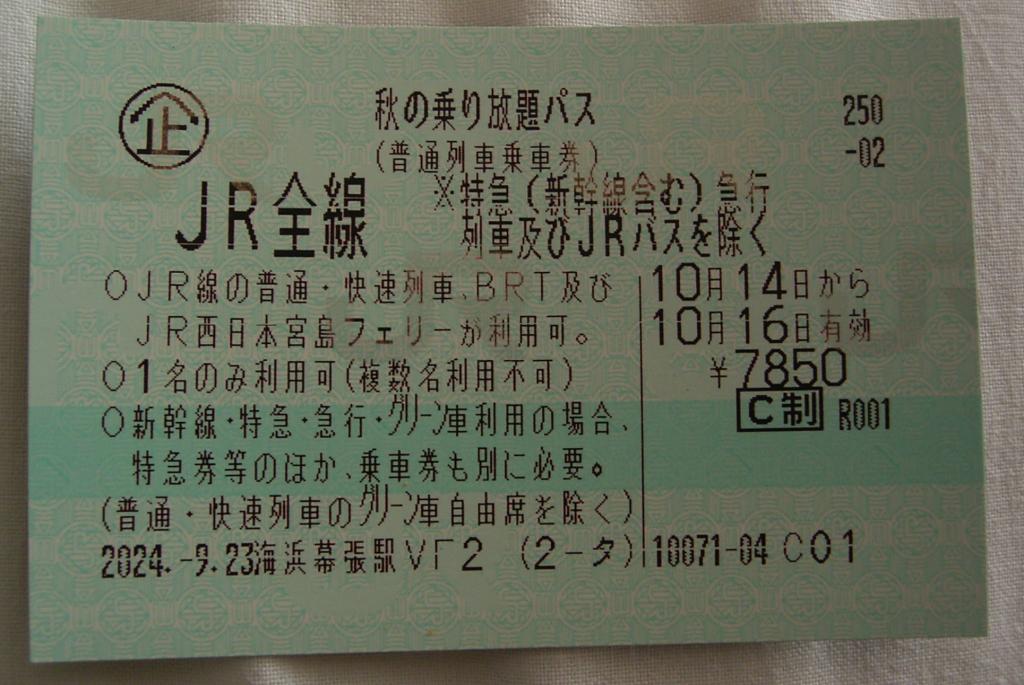 企
秋の乗り放題パス
250
-02
(普通列車乗車券)
JR全線
※特急(新幹線含む)急行
列車及びJRバスを除く
○JR線の普通・快速列車、BRT及び
JR西日本宮島フェリーが利用可。
○1名のみ利用可(複数名利用不可)
○新幹線・特急・急行・グリーン車利用の場合、
特急券等のほか、乗車券も別に必要。
(普通・快速列車のグリーン車自由席を除く)
10月14日から
10月16日有効
¥7850
C制 R001
2024.-9.23海浜幕張駅VF2 (2-タ) 10071-04 C01